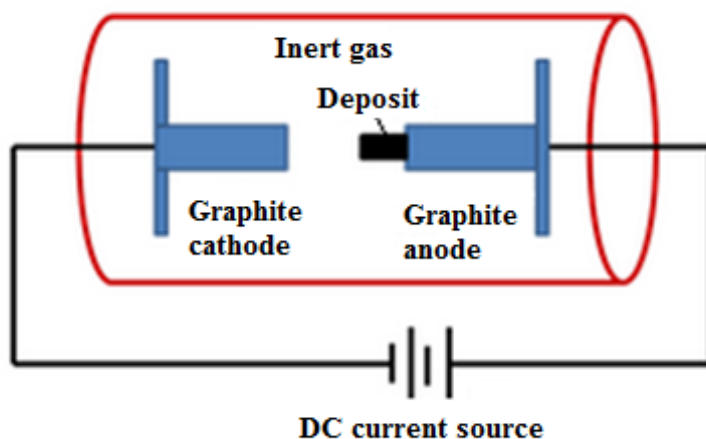 Inert gas
Deposit
Graphite
cathode
Graphite
anode
DC current source